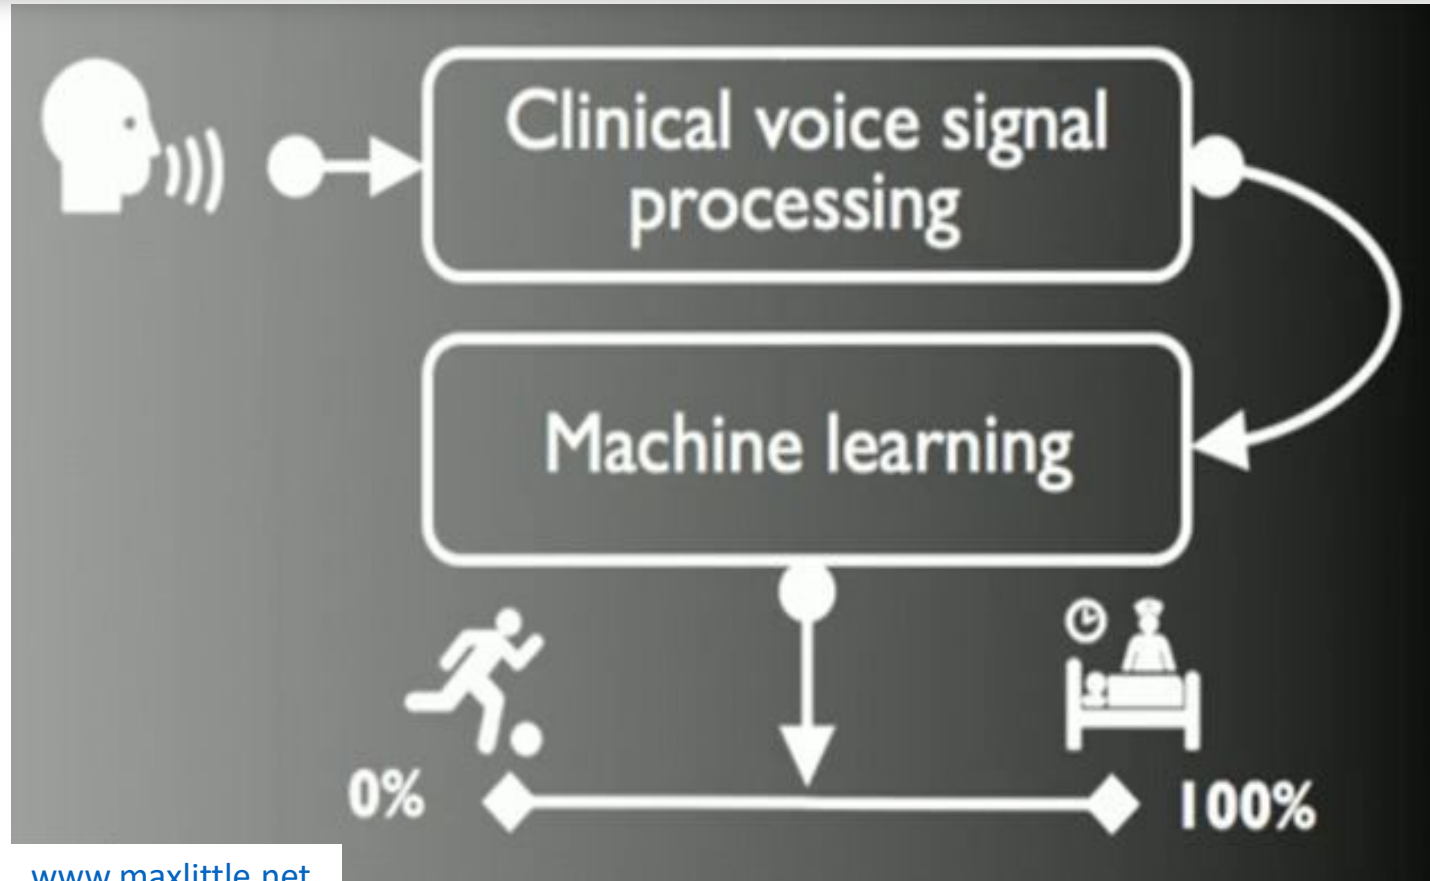 Clinical voice signal
processing
Machine learning
0%
100%
www.maxlittle.net